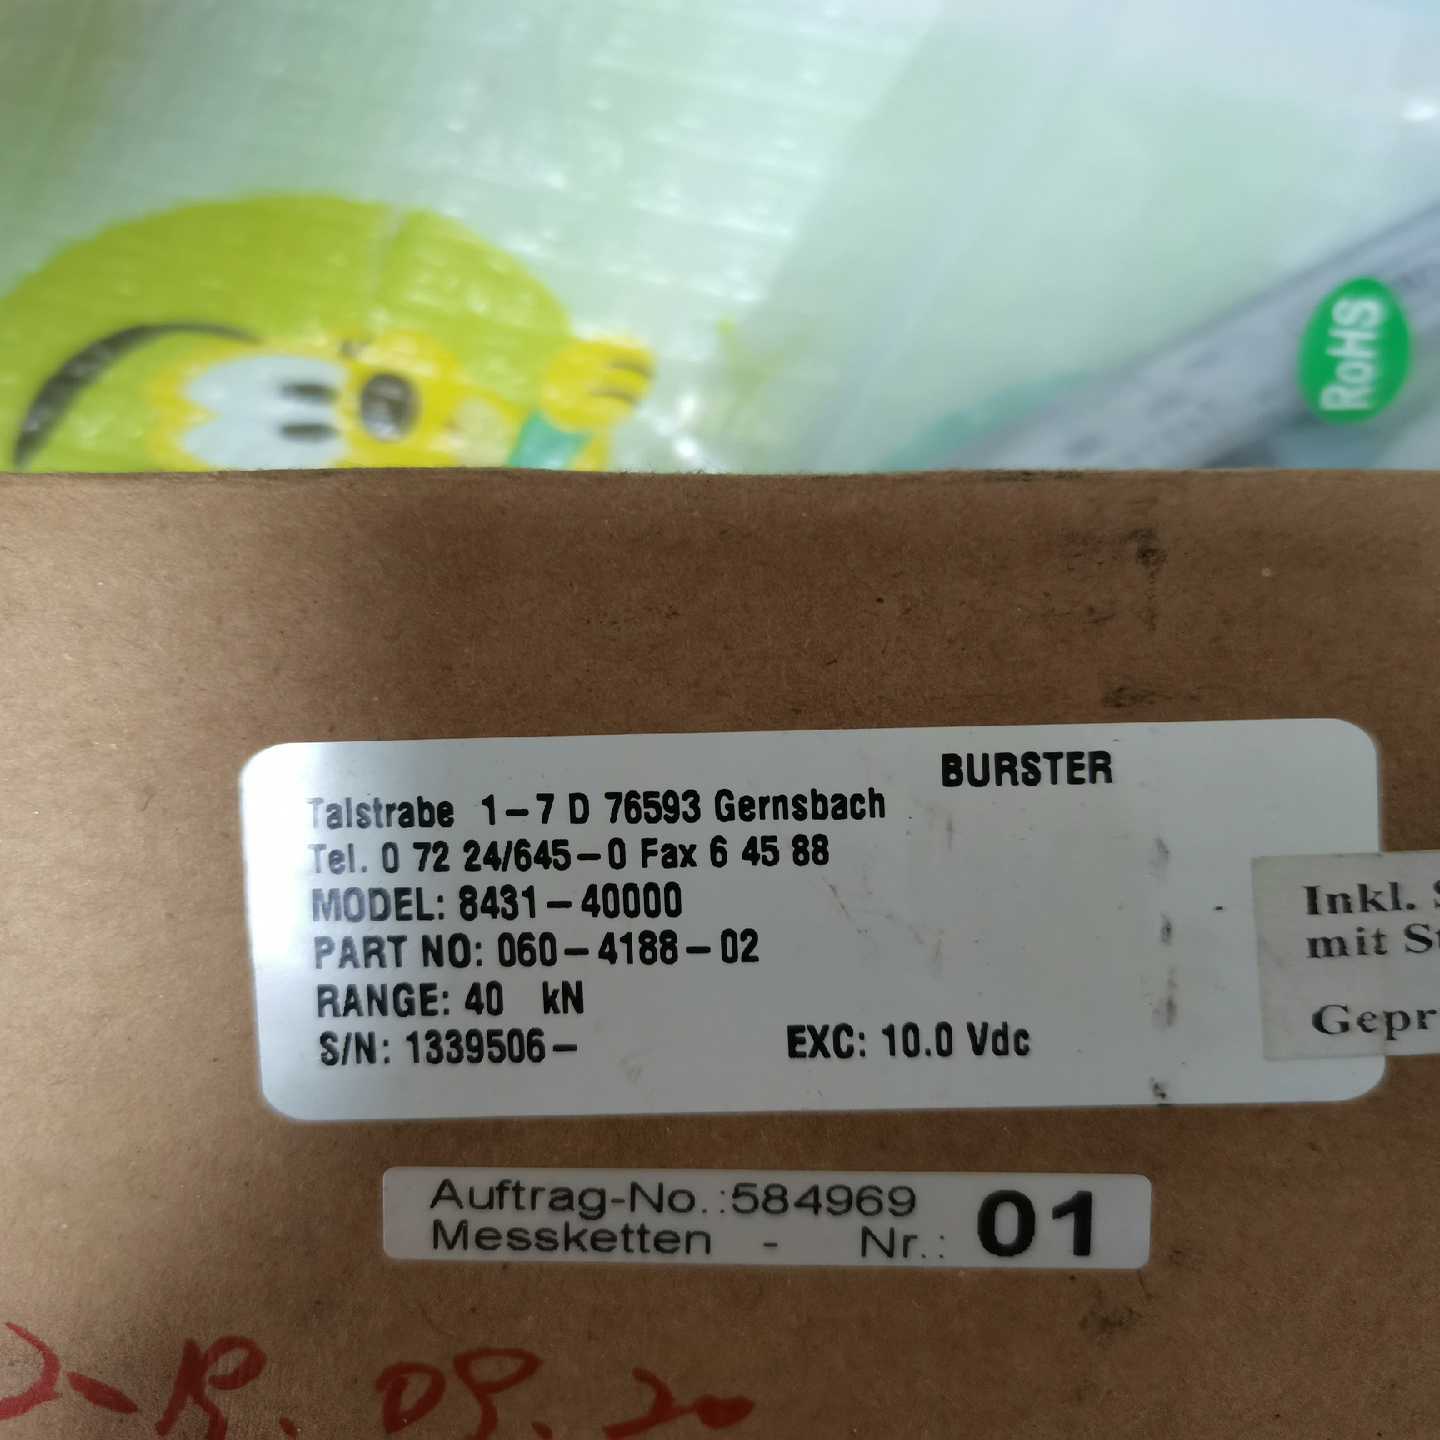 RoHS
BURSTER
Talstrabe 1-7 D 76593 Gernsbach
Tel. 0 72 24/645-0 Fax 6 45 88
MODEL: 8431-40000
PART NO: 060-4188-02
RANGE: 40 kN
S/N: 1339506-
EXC: 10.0 Vdc
Inkl. S
mit St
Gepr
Auftrag-No.:584969
Messketten - Nr.: 01